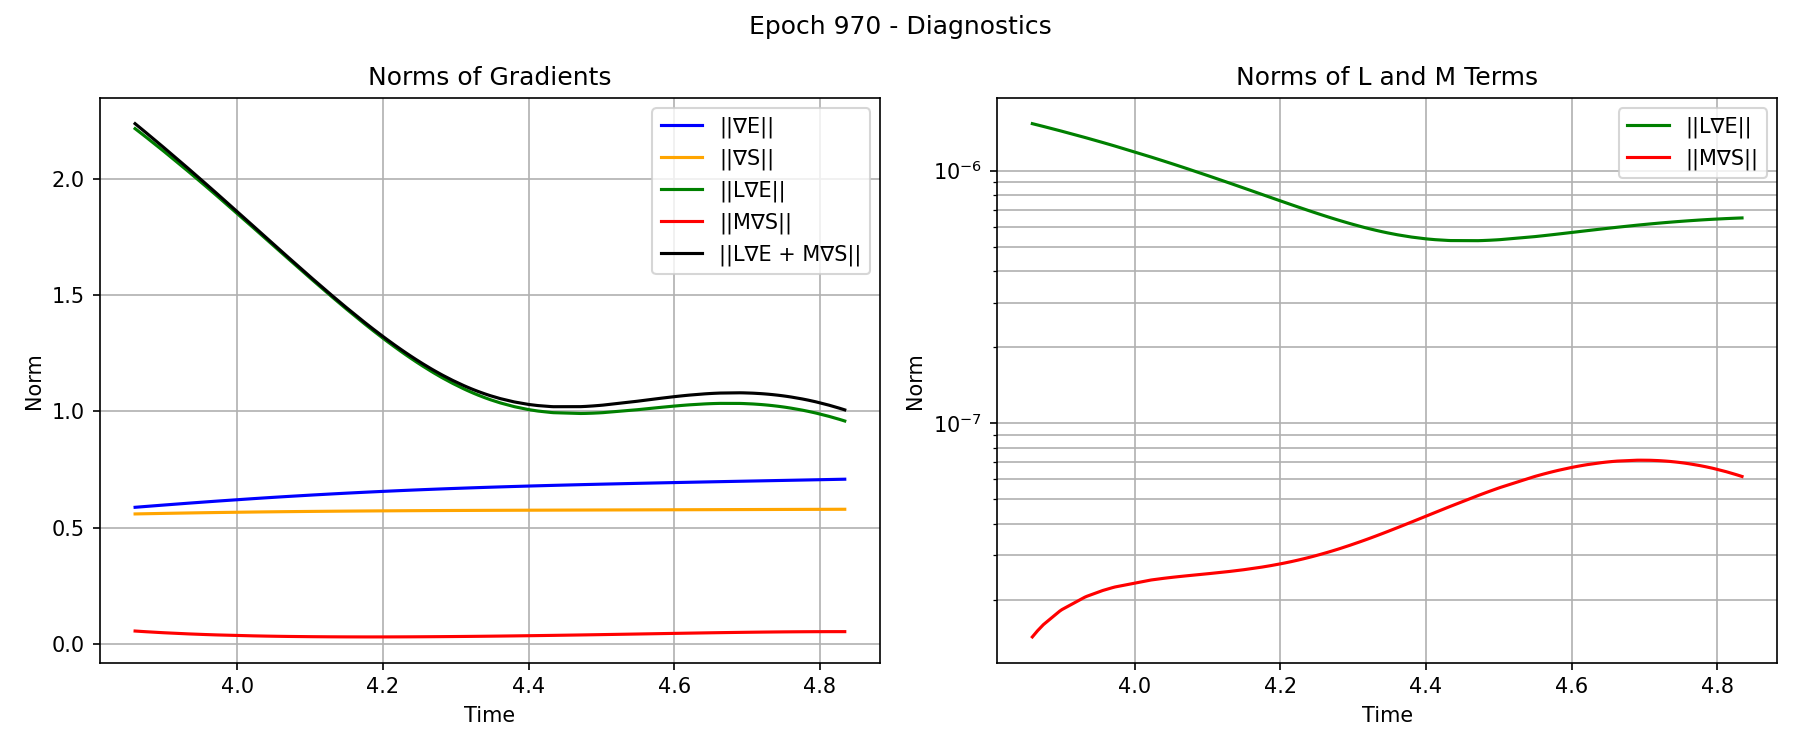 Epoch 970 - Diagnostics
Norms of Gradients
Norm
2.0
1.5
1.0
0.5
0.0
4.0 4.2 4.4 4.6 4.8
Time
||∇E||
||∇S||
||L∇E||
||M∇S||
||L∇E + M∇S||
Norms of L and M Terms
Norm
10⁻⁶
10⁻⁷
4.0 4.2 4.4 4.6 4.8
Time
||L∇E||
||M∇S||